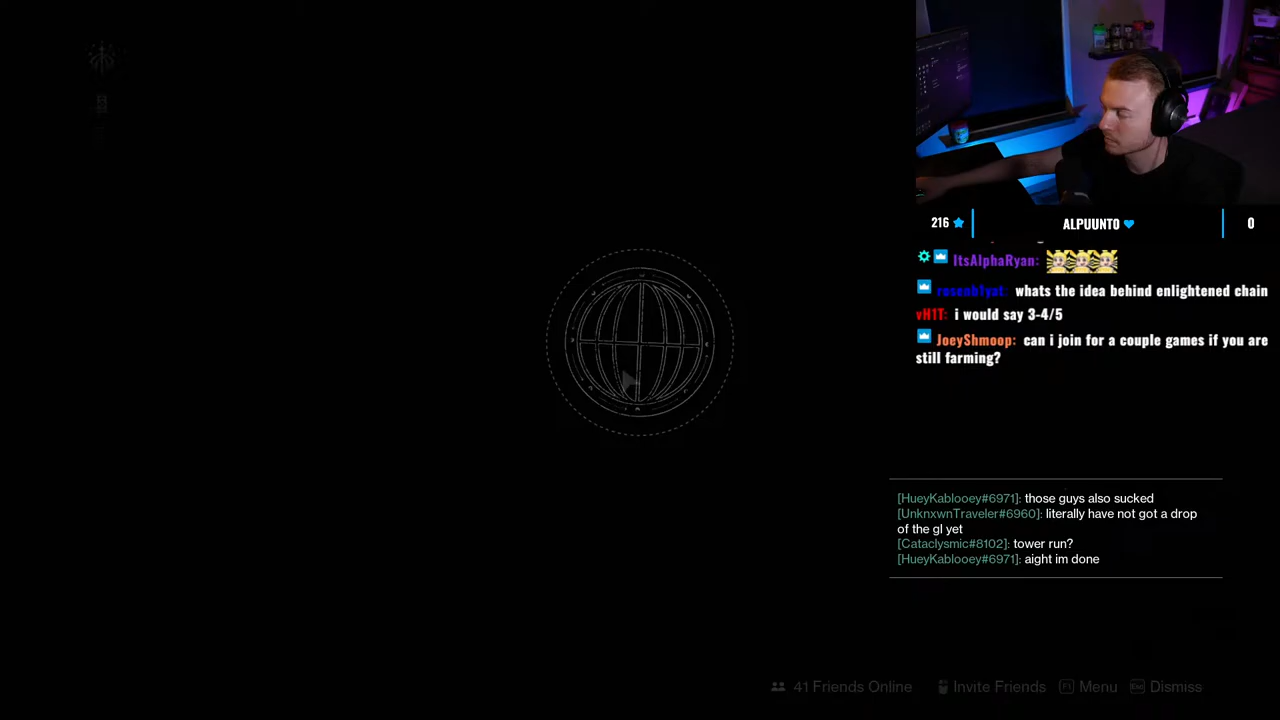 216
ALPUUNTO
0
ItsAlphaRyan:
rosenb1yat: whats the idea behind enlightened chain
vH1T: i would say 3-4/5
JoeyShmoop: can i join for a couple games if you are
still farming?
[HueyKablooey#6971]: those guys also sucked
[UnknxwnTraveler#6960]: literally have not got a drop
of the gl yet
[Cataclysmic#8102]: tower run?
[HueyKablooey#6971]: aight im done
41 Friends Online
Invite Friends
F1 Menu
Esc Dismiss